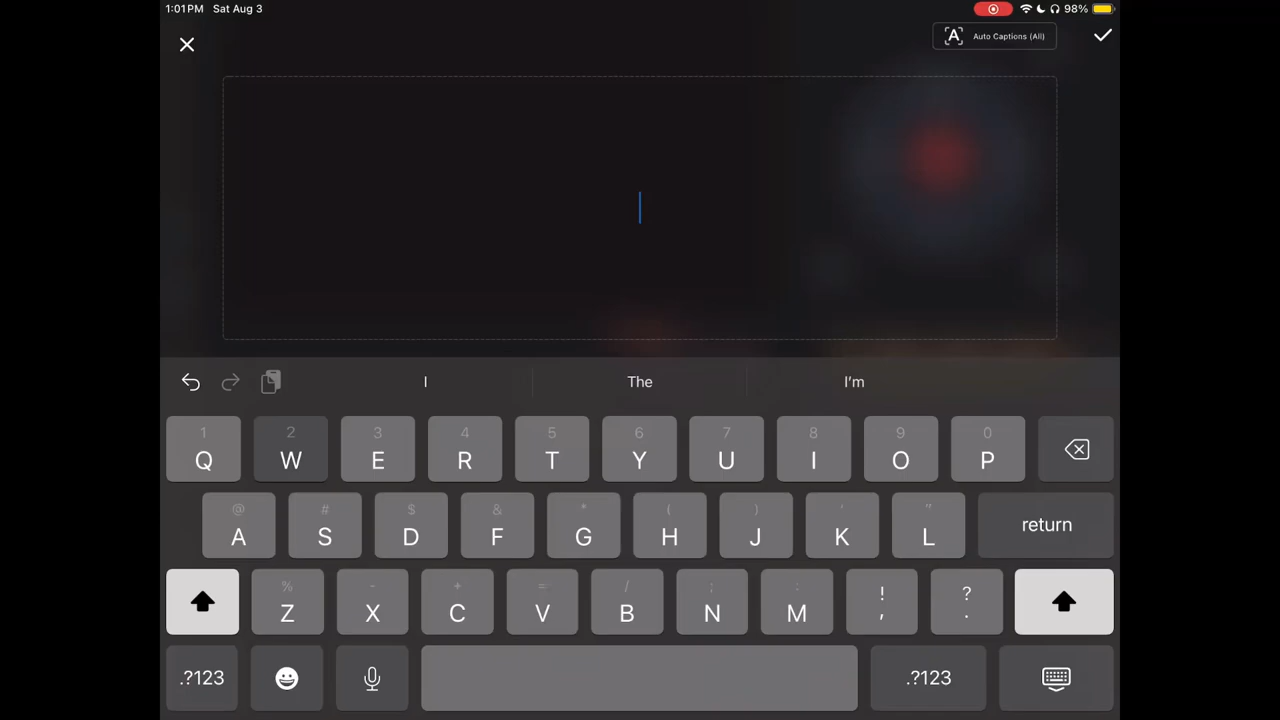 1:01 PM Sat Aug 3 98%
A Auto Captions (All)
I The I'm
1 2 3 4 5 6 7 8 9 0
Q W E R T Y U I O P
@ # $ & * ( ) ' "
A S D F G H J K L return
% - + = / ; : ! ?
Z X C V B N M , .
.?123 .?123